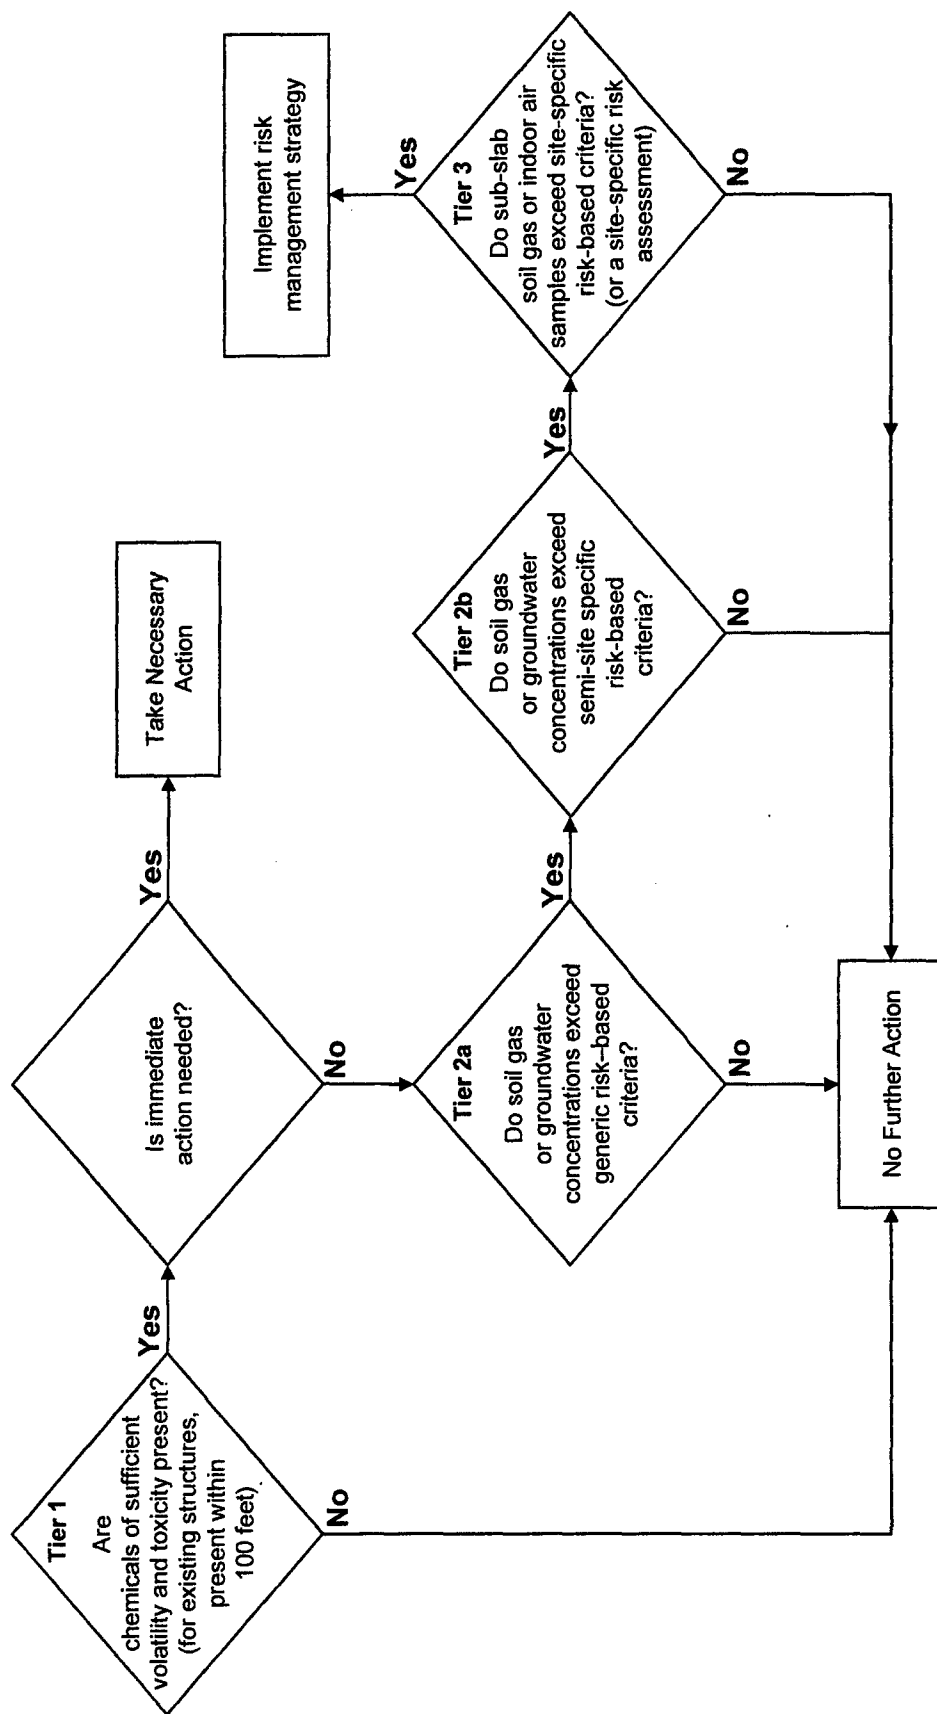 Tier 1
Are
chemicals of sufficient
volatility and toxicity present?
(for existing structures,
present within
100 feet)
Yes
No
Is immediate
action needed?
Yes
No
Take Necessary
Action
Tier 2a
Do soil gas
or groundwater
concentrations exceed
generic risk–based
criteria?
Yes
No
Tier 2b
Do soil gas
or groundwater
concentrations exceed
semi-site specific
risk-based
criteria?
Yes
No
Tier 3
Do sub-slab
soil gas or indoor air
samples exceed site-specific
risk-based criteria?
(or a site-specific risk
assessment)
Yes
No
Implement risk
management strategy
No Further Action